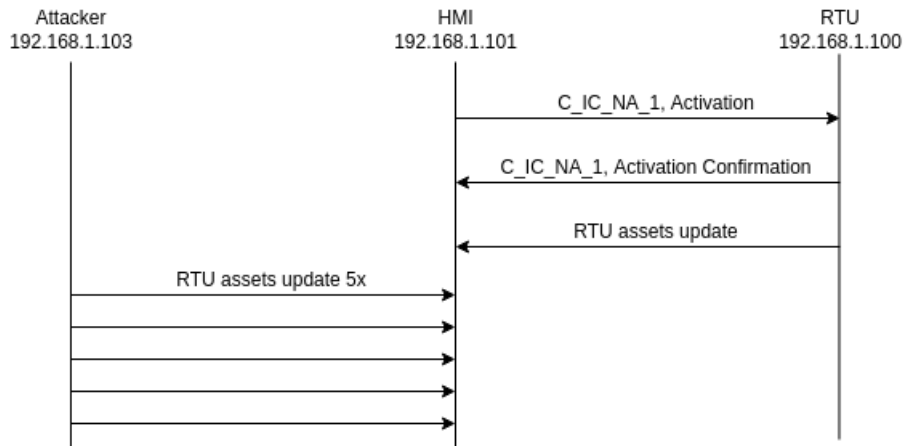 Attacker
192.168.1.103
HMI
192.168.1.101
RTU
192.168.1.100
C_IC_NA_1, Activation
C_IC_NA_1, Activation Confirmation
RTU assets update
RTU assets update 5x